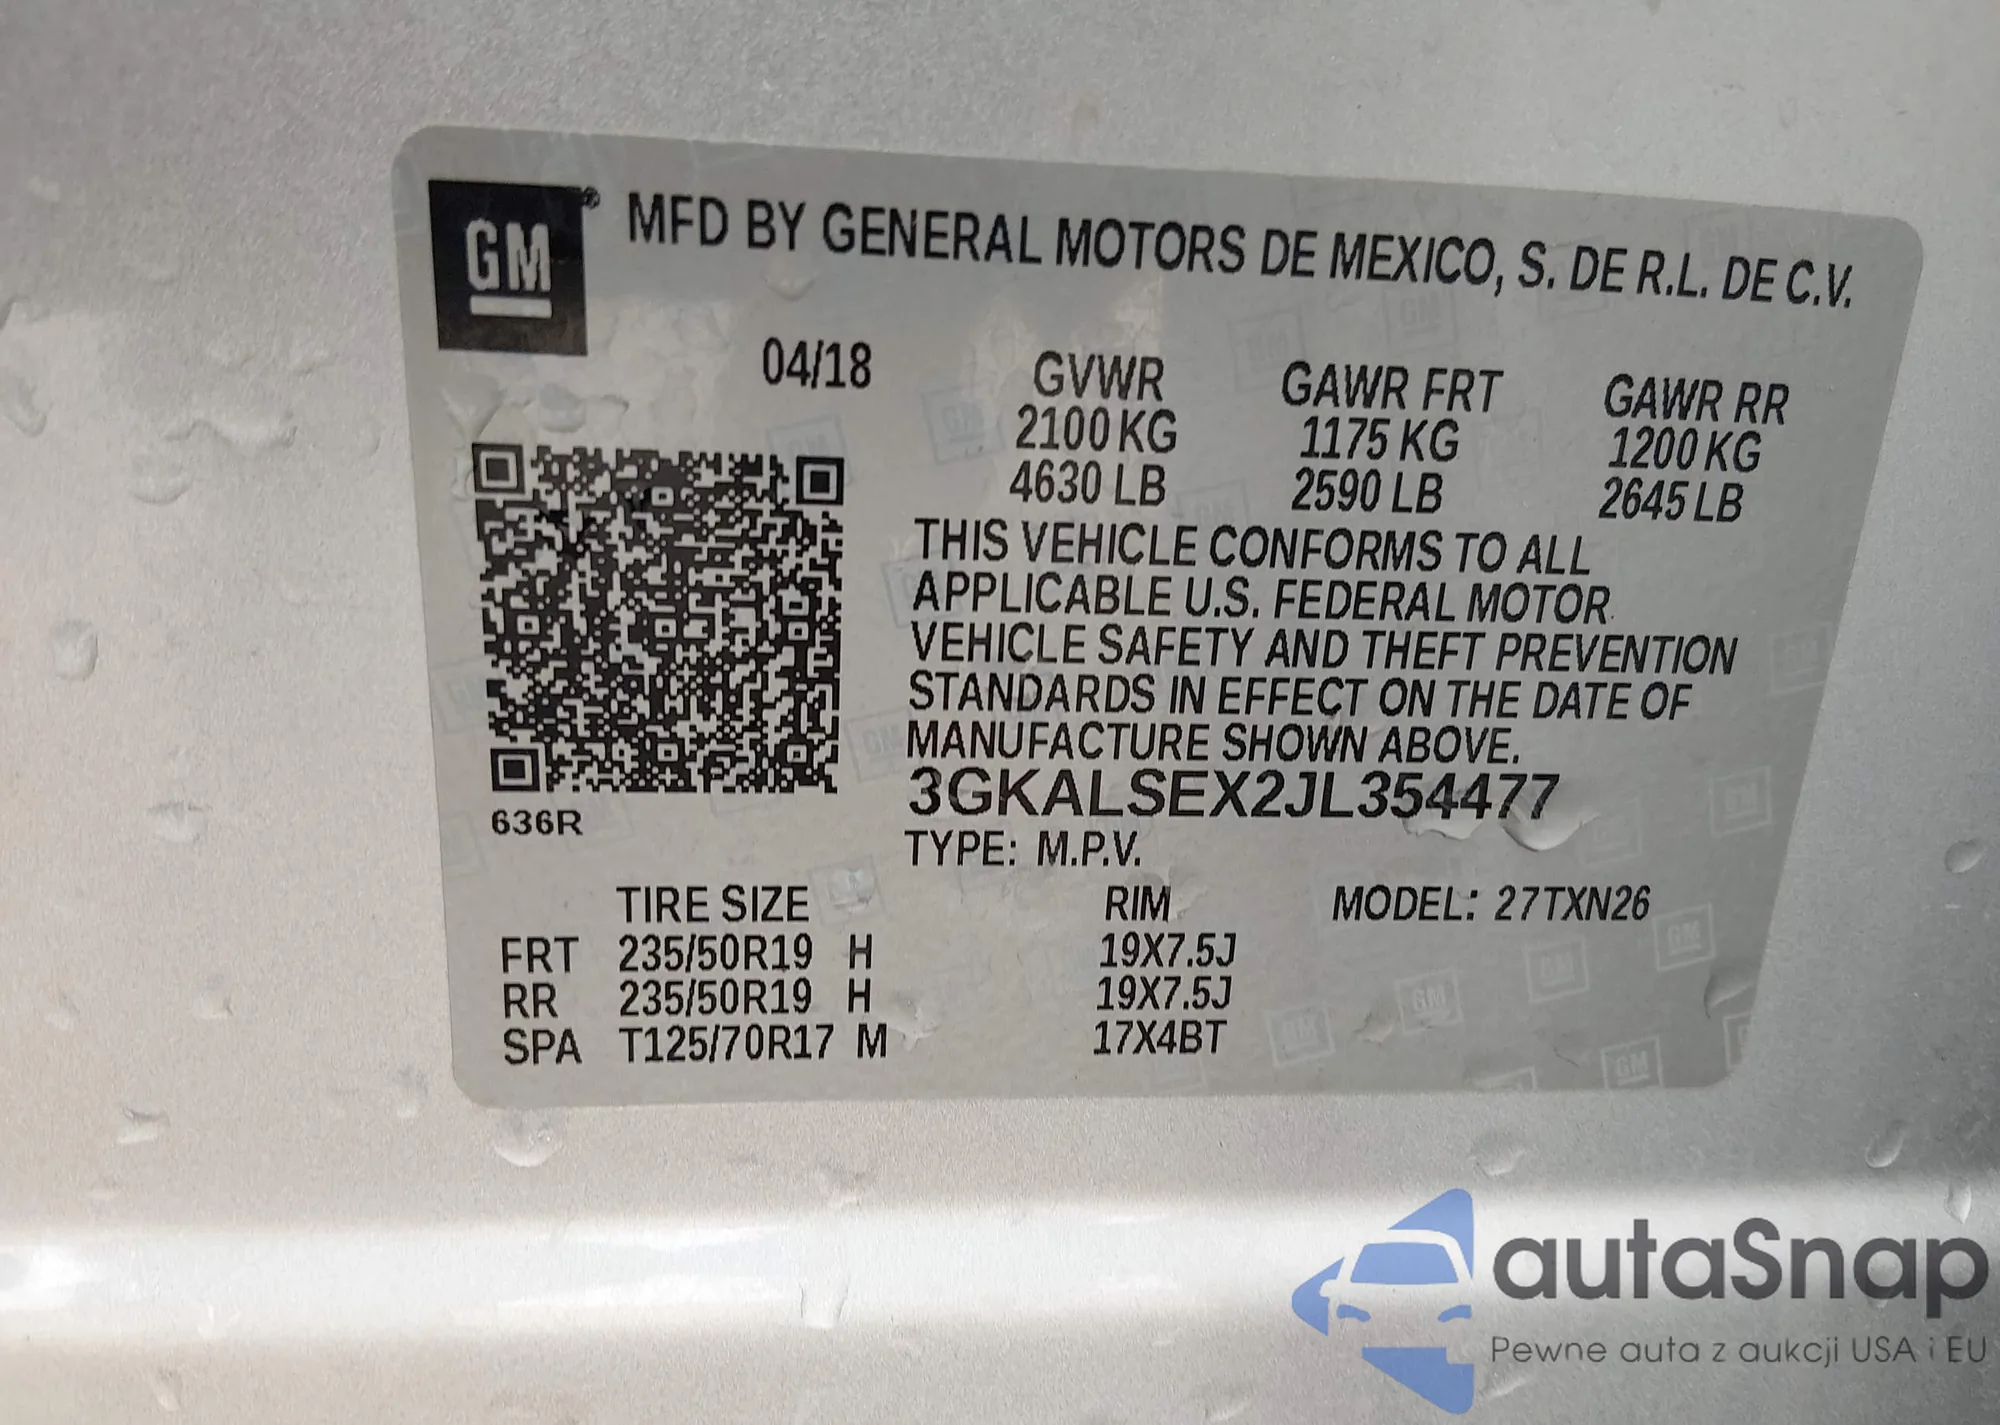 GM® MFD BY GENERAL MOTORS DE MEXICO, S. DE R.L. DE C.V.
04/18 GVWR GAWR FRT GAWR RR
2100 KG 1175 KG 1200 KG
4630 LB 2590 LB 2645 LB
THIS VEHICLE CONFORMS TO ALL
APPLICABLE U.S. FEDERAL MOTOR
VEHICLE SAFETY AND THEFT PREVENTION
STANDARDS IN EFFECT ON THE DATE OF
MANUFACTURE SHOWN ABOVE.
3GKALSEX2JL354477
636R
TYPE: M.P.V.
TIRE SIZE RIM MODEL: 27TXN26
FRT 235/50R19 H 19X7.5J
RR 235/50R19 H 19X7.5J
SPA T125/70R17 M 17X4BT
autaSnap
Pewne auta z aukcji USA i EU